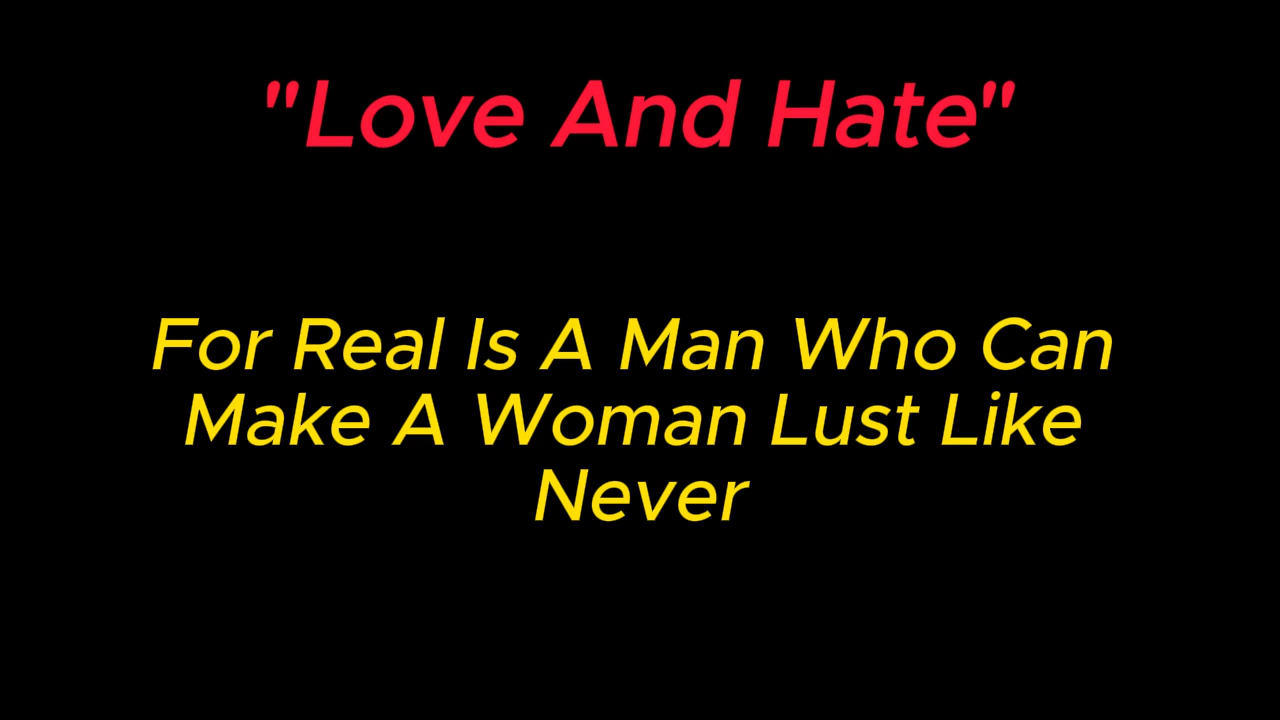 "Love And Hate"
For Real Is A Man Who Can
Make A Woman Lust Like
Never